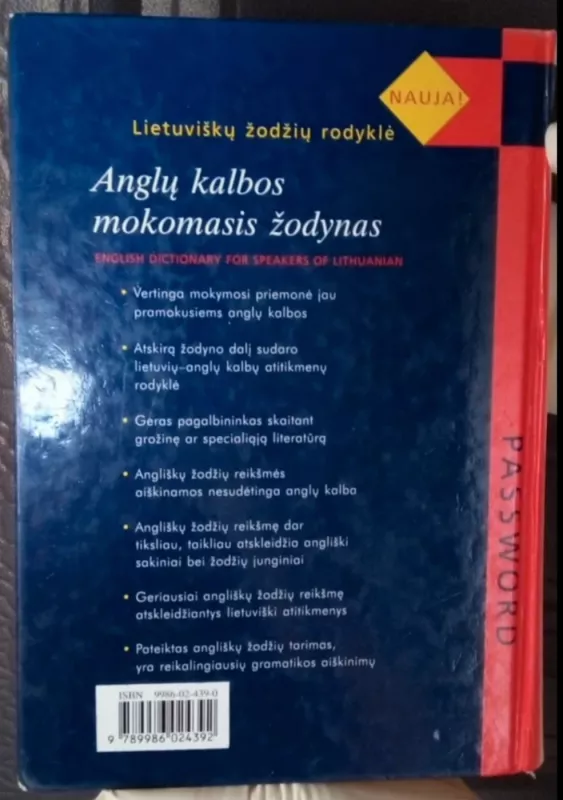 NAUJA!
Lietuviškų žodžių rodyklė
Anglų kalbos
mokomasis žodynas
ENGLISH DICTIONARY FOR SPEAKERS OF LITHUANIAN
• Vertinga mokymosi priemonė jau
pramokusiems anglų kalbos
• Atskirą žodyno dalį sudaro
lietuvių–anglų kalbų atitikmenų
rodyklė
• Geras pagalbininkas skaitant
grožinę ar specialiąją literatūrą
• Angliškų žodžių reikšmės
aiškinamos nesudėtinga anglų kalba
• Angliškų žodžių reikšmę dar
tiksliau, taikliau atskleidžia angliški
sakiniai bei žodžių junginiai
• Geriausiai angliškų žodžių reikšmę
atskleidžiantys lietuviški atitikmenys
• Pateiktas angliškų žodžių tarimas,
yra reikalingiausių gramatikos aiškinimų
PASSWORD
ISBN 9986-02-439-0
9 789986 024392